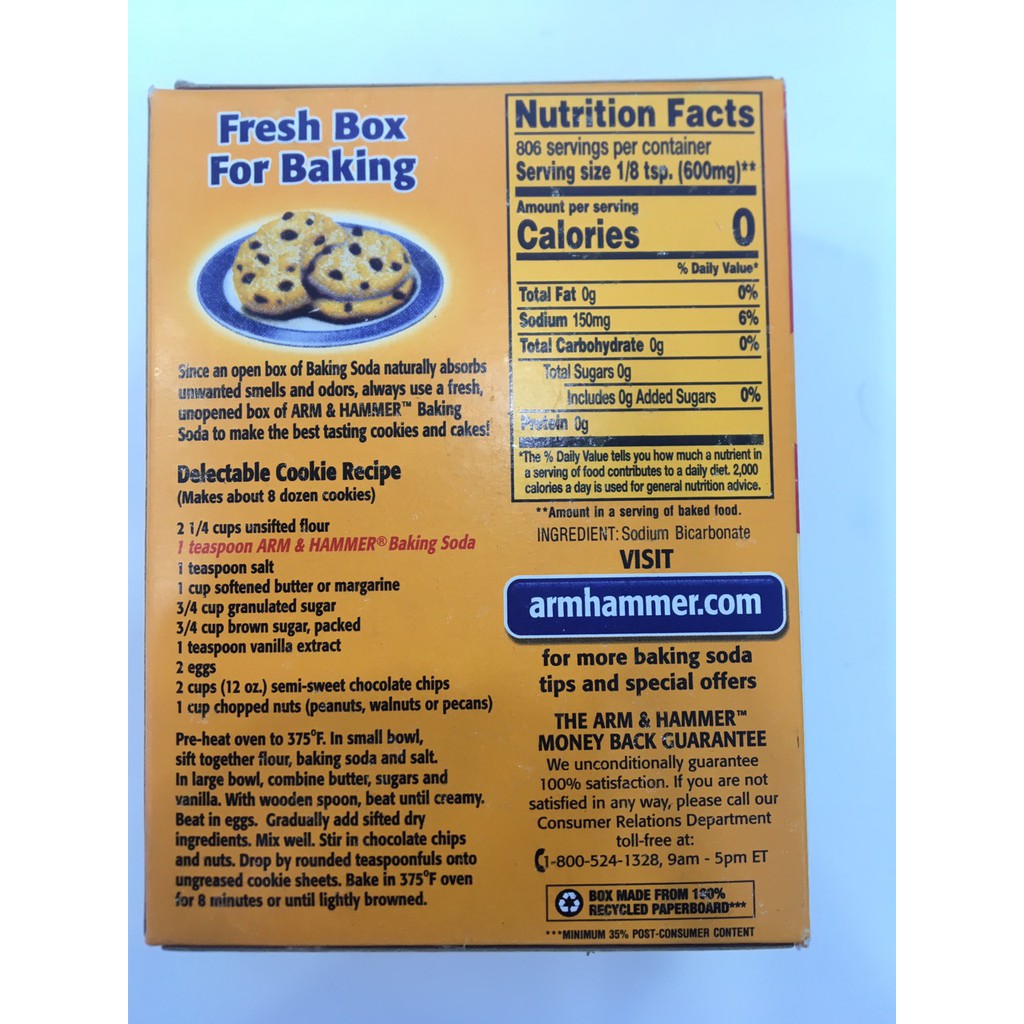 Fresh Box
For Baking
Since an open box of Baking Soda naturally absorbs
unwanted smells and odors, always use a fresh,
unopened box of ARM & HAMMER™ Baking
Soda to make the best tasting cookies and cakes!
Delectable Cookie Recipe
(Makes about 8 dozen cookies)
2 1/4 cups unsifted flour
1 teaspoon ARM & HAMMER® Baking Soda
1 teaspoon salt
1 cup softened butter or margarine
3/4 cup granulated sugar
3/4 cup brown sugar, packed
1 teaspoon vanilla extract
2 eggs
2 cups (12 oz.) semi-sweet chocolate chips
1 cup chopped nuts (peanuts, walnuts or pecans)
Pre-heat oven to 375°F. In small bowl,
sift together flour, baking soda and salt.
In large bowl, combine butter, sugars and
vanilla. With wooden spoon, beat until creamy.
Beat in eggs. Gradually add sifted dry
ingredients. Mix well. Stir in chocolate chips
and nuts. Drop by rounded teaspoonfuls onto
ungreased cookie sheets. Bake in 375°F oven
for 8 minutes or until lightly browned.
Nutrition Facts
806 servings per container
Serving size 1/8 tsp. (600mg)**
Amount per serving
Calories 0
% Daily Value*
Total Fat 0g 0%
Sodium 150mg 6%
Total Carbohydrate 0g 0%
Total Sugars 0g
Includes 0g Added Sugars 0%
Protein 0g
*The % Daily Value tells you how much a nutrient in
a serving of food contributes to a daily diet. 2,000
calories a day is used for general nutrition advice.
**Amount in a serving of baked food.
INGREDIENT: Sodium Bicarbonate
VISIT
armhammer.com
for more baking soda
tips and special offers
THE ARM & HAMMER™
MONEY BACK GUARANTEE
We unconditionally guarantee
100% satisfaction. If you are not
satisfied in any way, please call our
Consumer Relations Department
toll-free at:
1-800-524-1328, 9am - 5pm ET
BOX MADE FROM 100%
RECYCLED PAPERBOARD***
***MINIMUM 35% POST-CONSUMER CONTENT